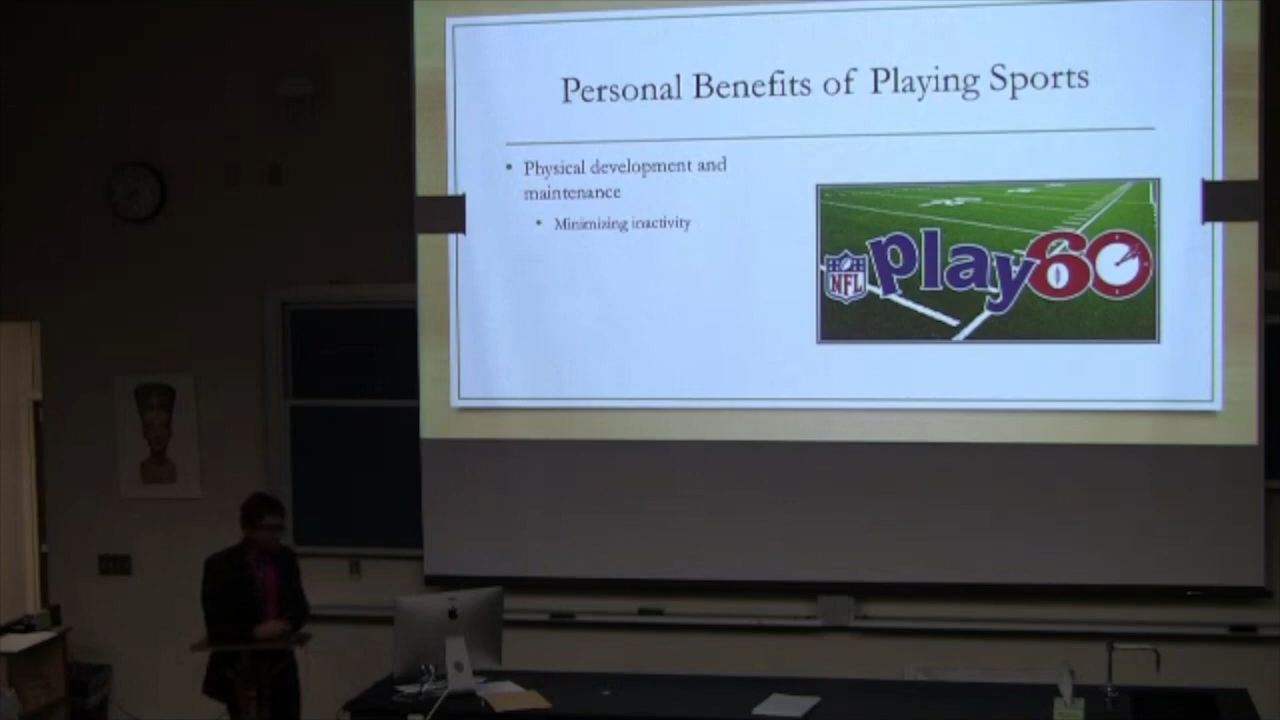 Personal Benefits of Playing Sports
• Physical development and
maintenance
• Minimizing inactivity
NFL play60